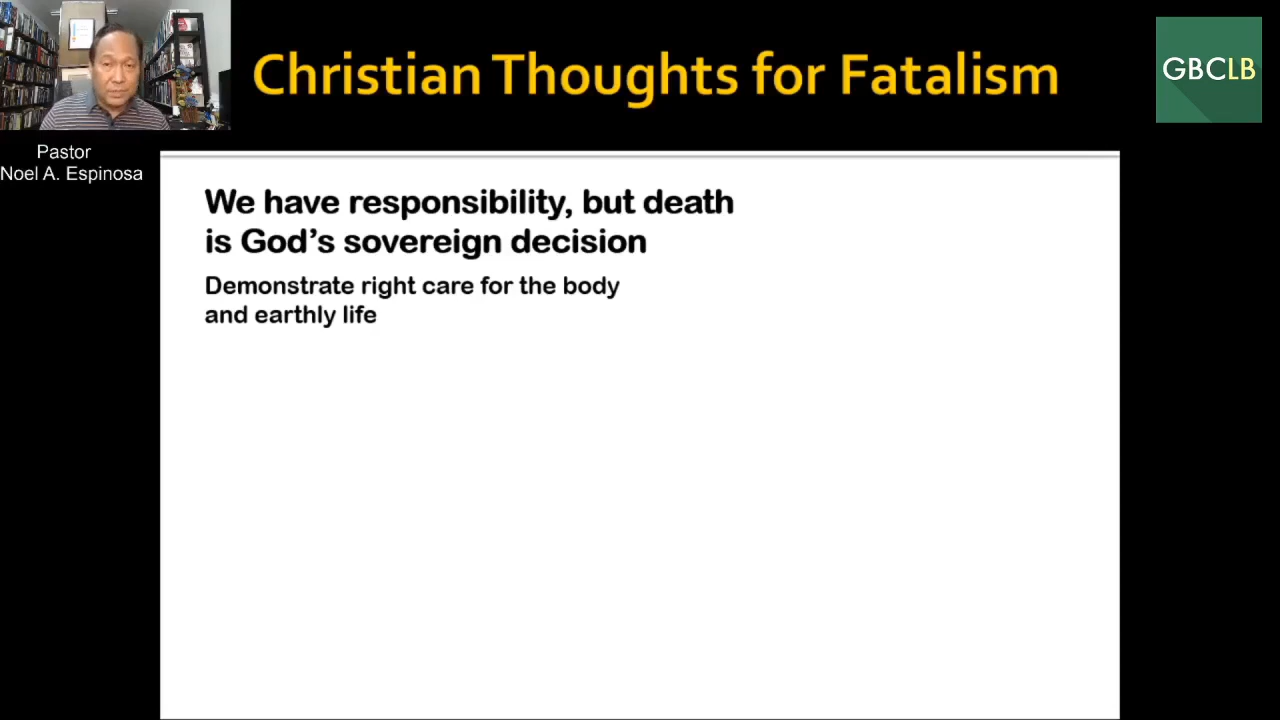 Christian Thoughts for Fatalism
GBCLB
Pastor
Noel A. Espinosa
We have responsibility, but death
is God’s sovereign decision
Demonstrate right care for the body
and earthly life